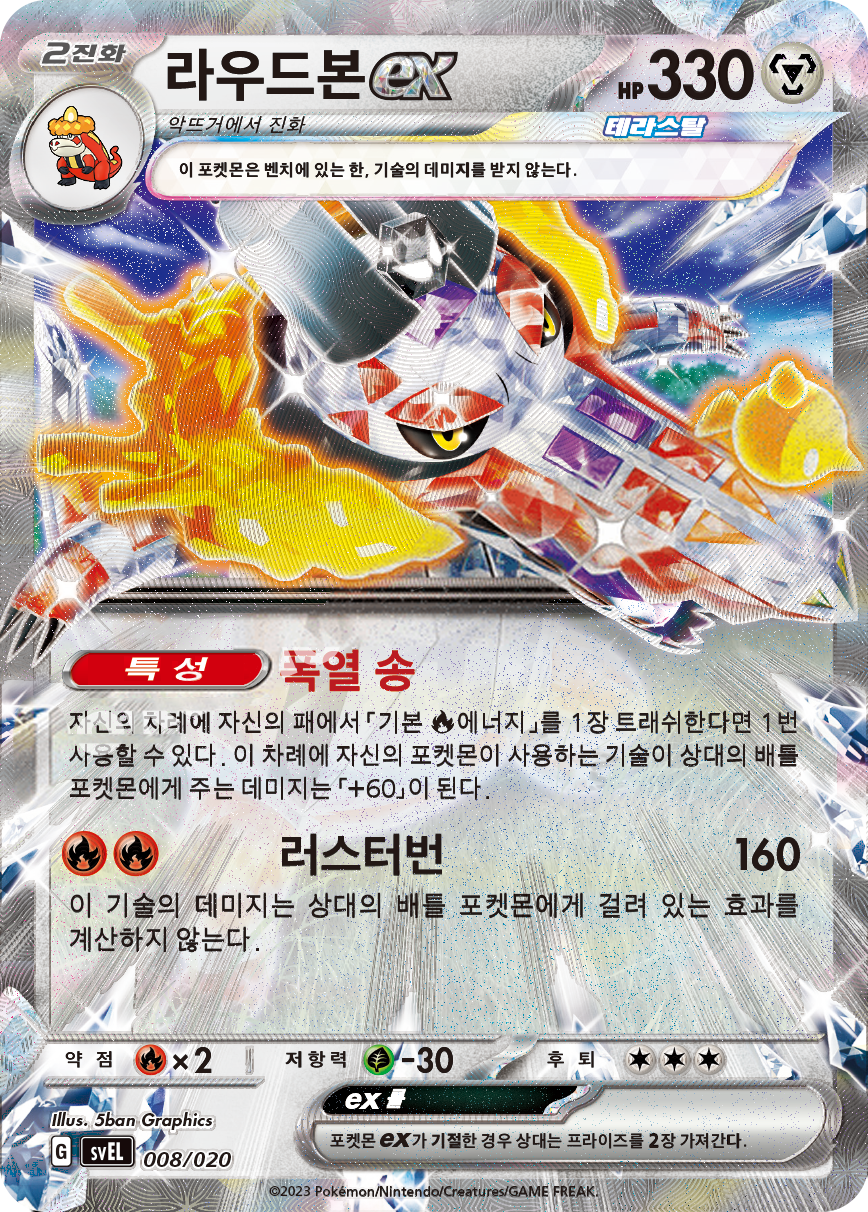 2진화
라우드본 ex
HP 330
악뜨거에서 진화
테라스탈
이 포켓몬은 벤치에 있는 한, 기술의 데미지를 받지 않는다.
특성 폭열 송
자신의 차례에 자신의 패에서 「기본 에너지」를 1장 트래쉬한다면 1번
사용할 수 있다. 이 차례에 자신의 포켓몬이 사용하는 기술이 상대의 배틀
포켓몬에게 주는 데미지는 「+60」이 된다.
러스터번 160
이 기술의 데미지는 상대의 배틀 포켓몬에게 걸려 있는 효과를
계산하지 않는다.
약점 ×2 저항력 -30 후퇴
ex룰
포켓몬 ex가 기절한 경우 상대는 프라이즈를 2장 가져간다.
Illus. 5ban Graphics
G svEL 008/020
©2023 Pokémon/Nintendo/Creatures/GAME FREAK.